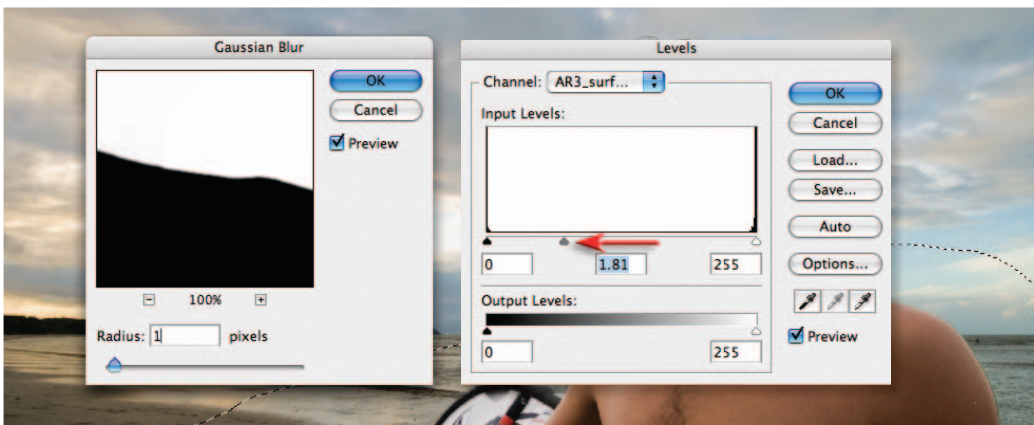 Gaussian Blur
OK
Cancel
Preview
100%
Radius: 1 pixels
Levels
Channel: AR3_surf...
Input Levels:
0 1.81 255
Output Levels:
0 255
OK
Cancel
Load...
Save...
Auto
Options...
Preview